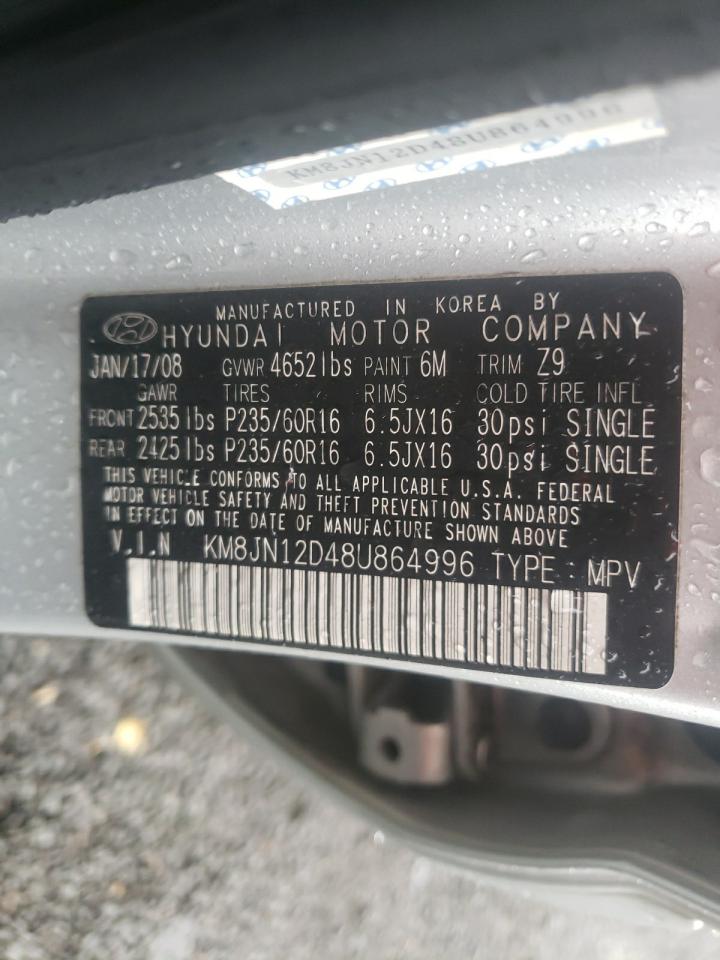 KM8JN12D48U864996
MANUFACTURED IN KOREA BY
HYUNDAI MOTOR COMPANY
JAN/17/08 GVWR 4652lbs PAINT 6M TRIM Z9
GAWR TIRES RIMS COLD TIRE INFL
FRONT 2535lbs P235/60R16 6.5JX16 30psi SINGLE
REAR 2425lbs P235/60R16 6.5JX16 30psi SINGLE
THIS VEHICLE CONFORMS TO ALL APPLICABLE U.S.A. FEDERAL
MOTOR VEHICLE SAFETY AND THEFT PREVENTION STANDARDS
IN EFFECT ON THE DATE OF MANUFACTURE SHOWN ABOVE
V.I.N KM8JN12D48U864996 TYPE : MPV